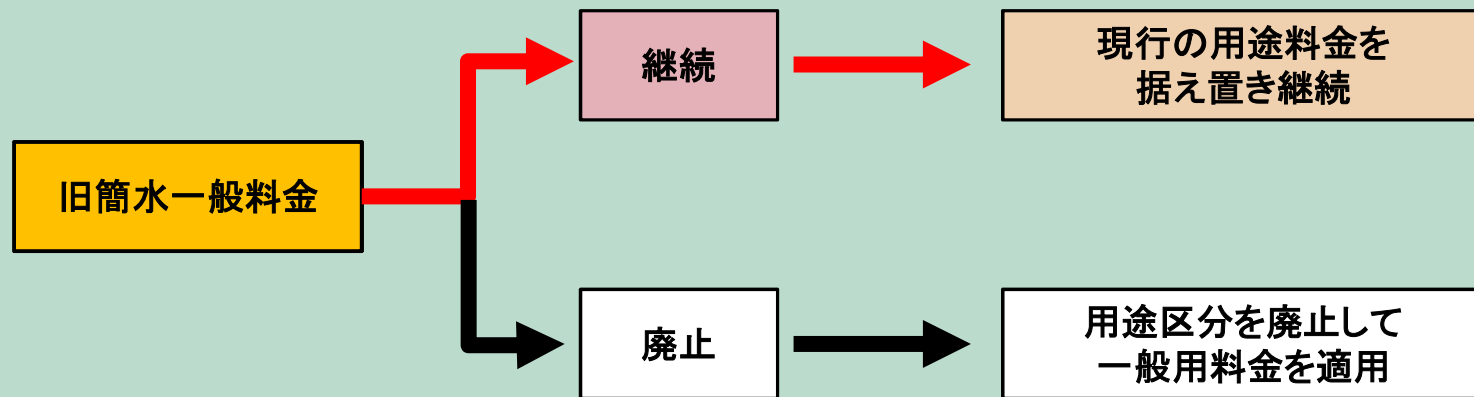 継続
現行の用途料金を
据え置き継続
旧簡水一般料金
廃止
用途区分を廃止して
一般用料金を適用